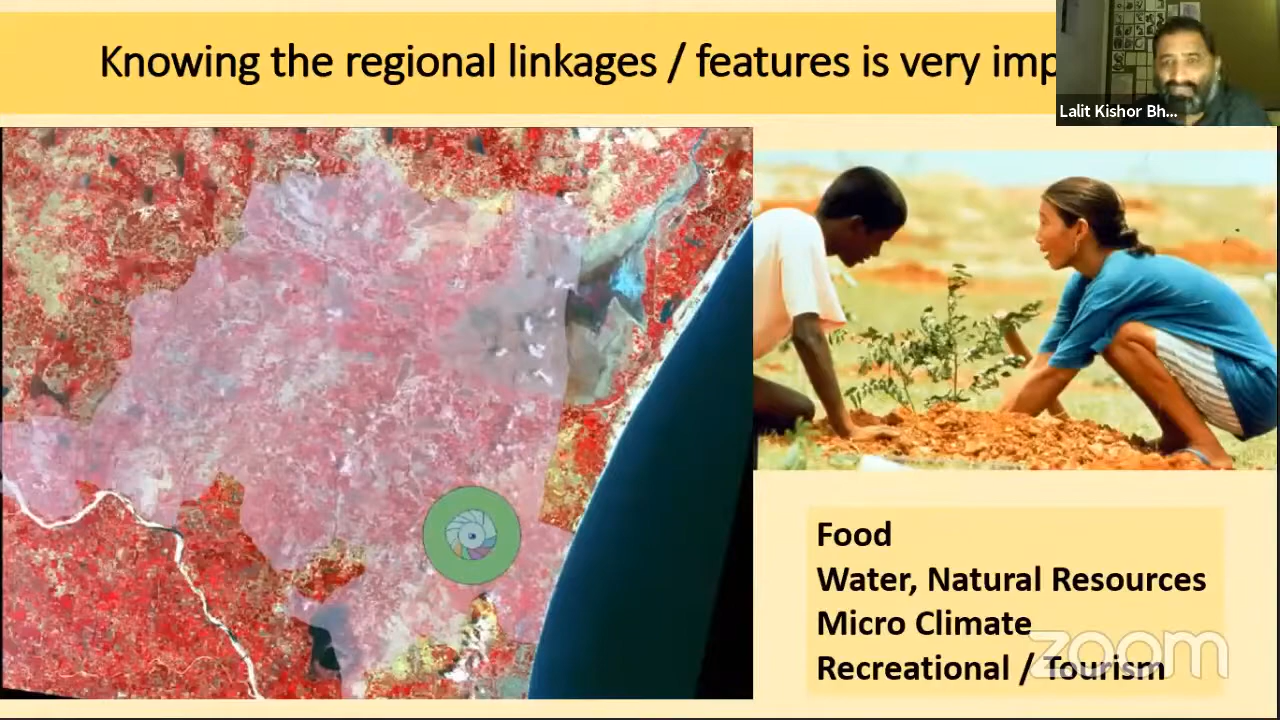 Knowing the regional linkages / features is very imp
Lalit Kishor Bh...
Food
Water, Natural Resources
Micro Climate
Recreational / Tourism
zoom